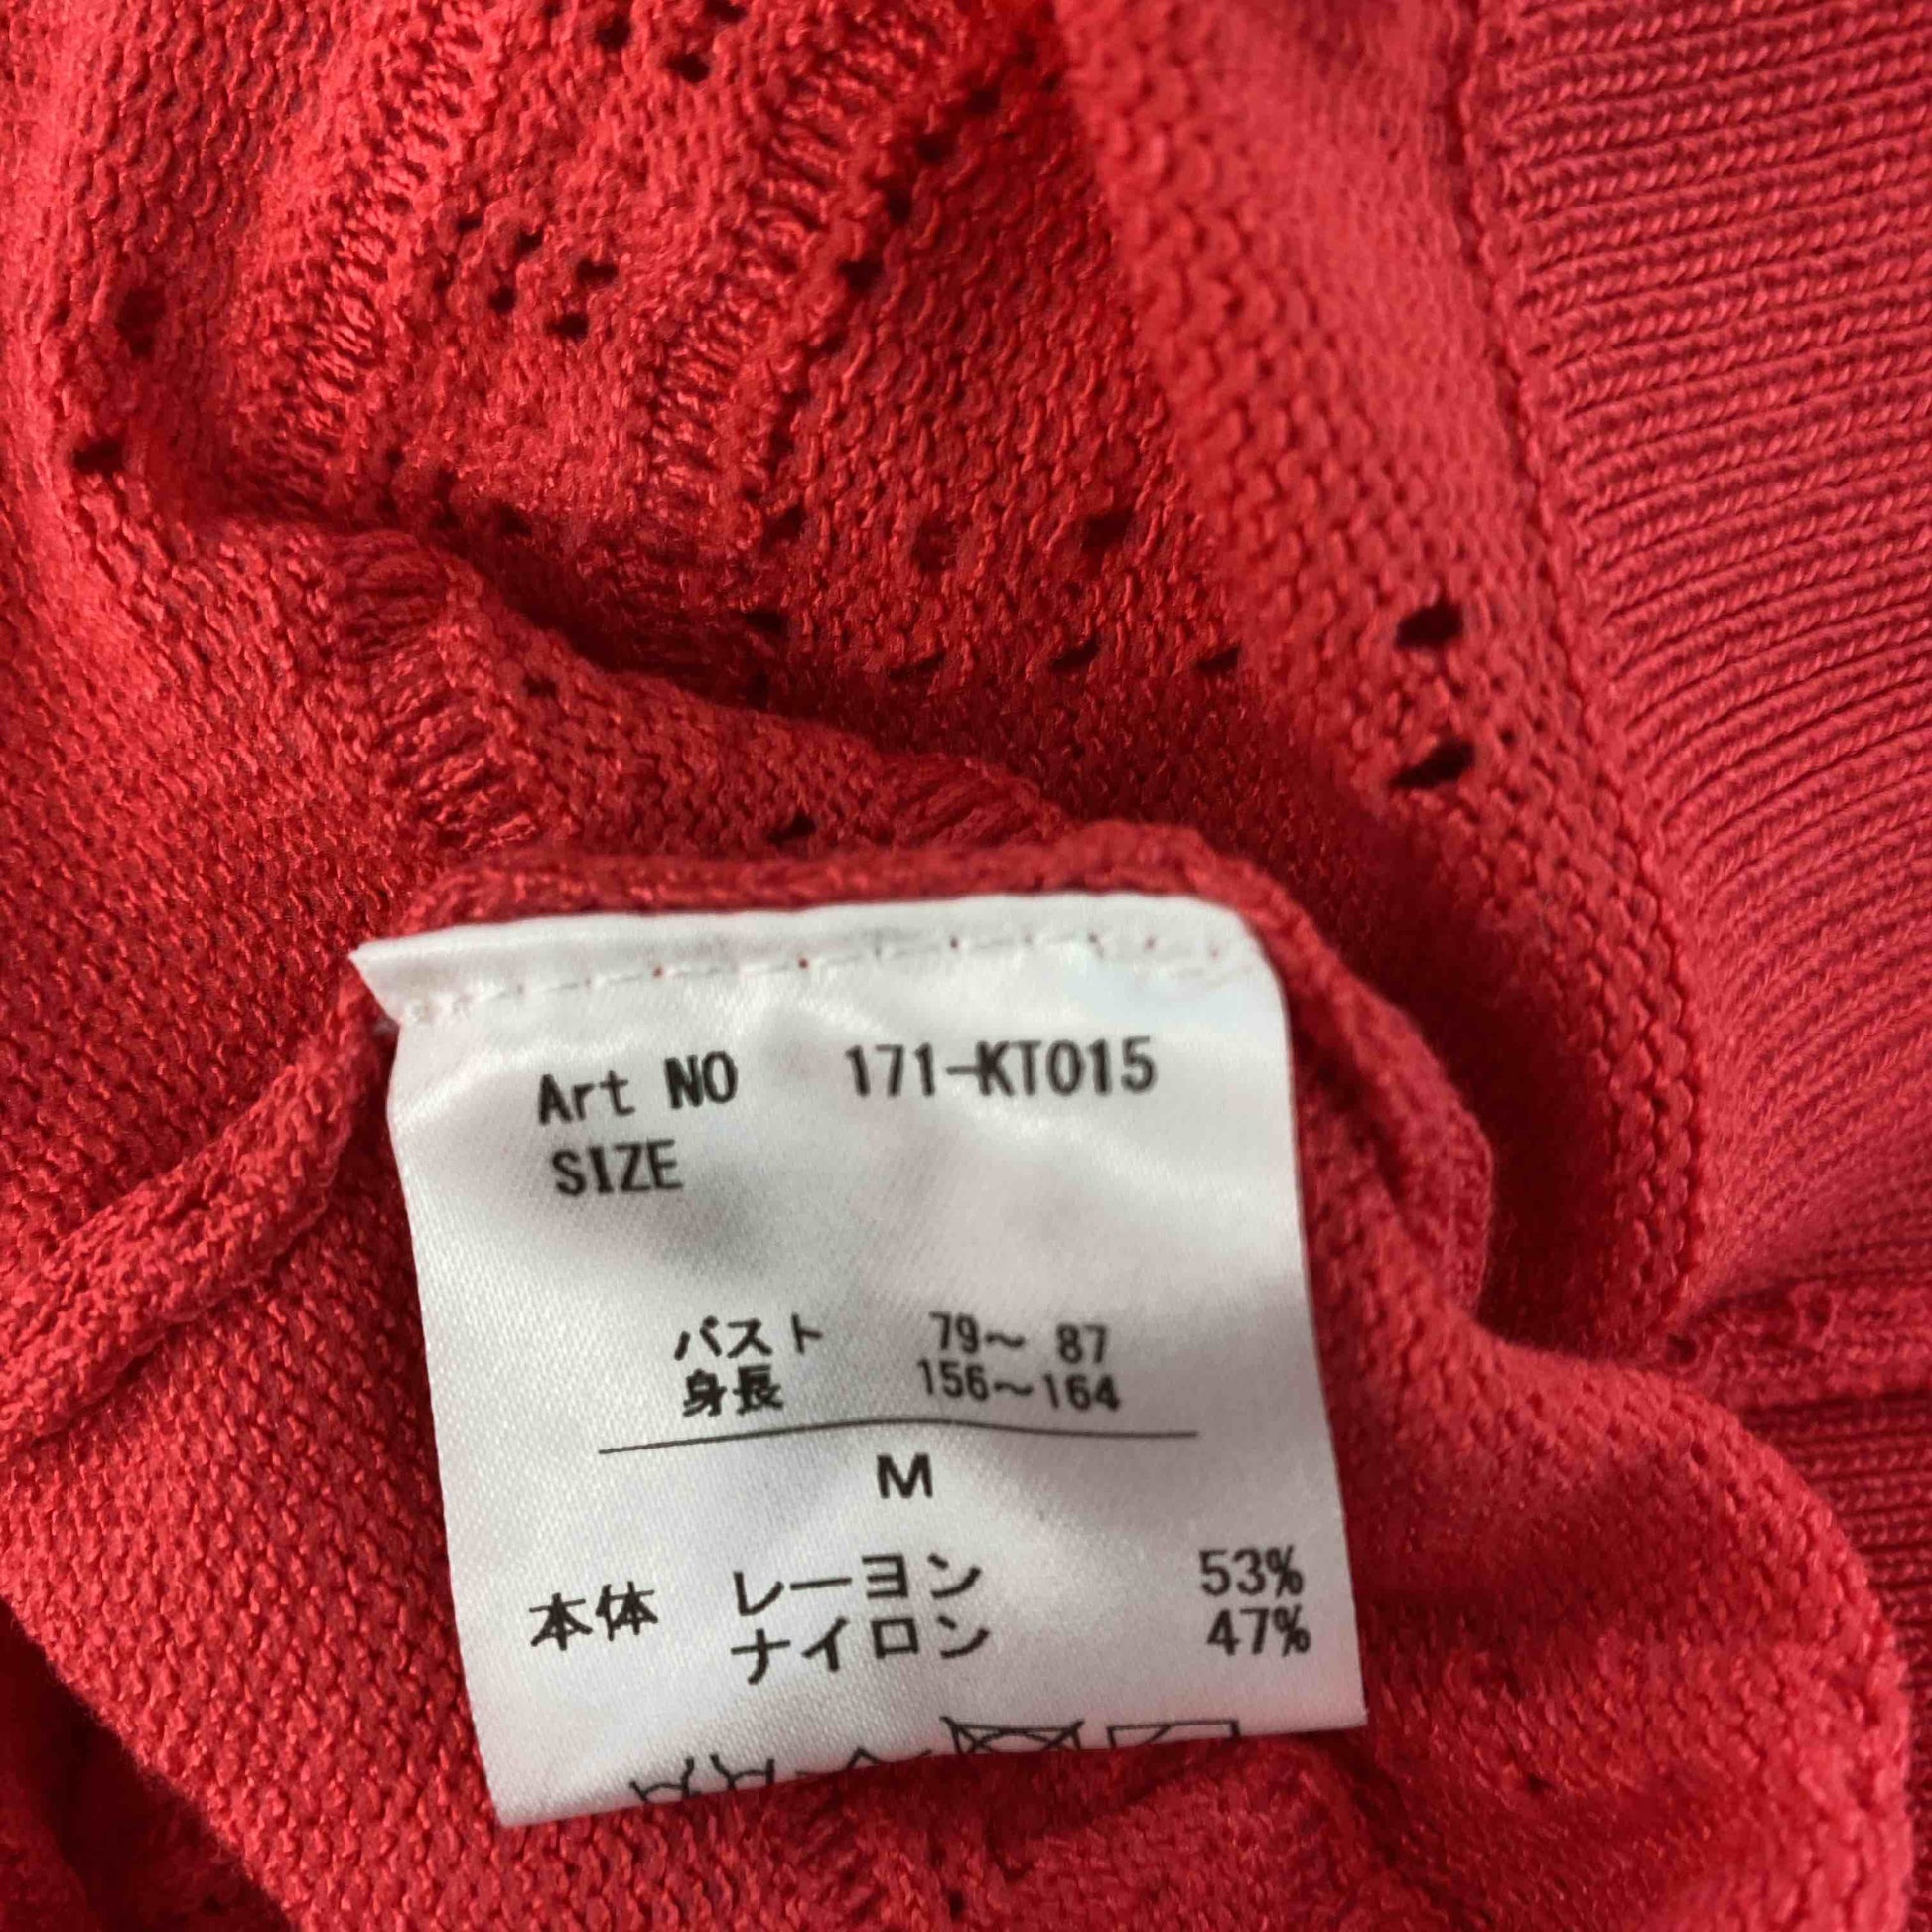 Art NO 171-KT015
SIZE
バスト 79～ 87
身長 156～164
M
本体 レーヨン 53%
ナイロン 47%